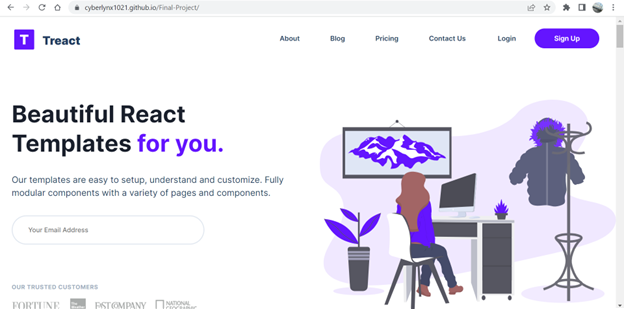 cyberlynx1021.github.io/Final-Project/
T Treact
About Blog Pricing Contact Us Login Sign Up
Beautiful React
Templates for you.
Our templates are easy to setup, understand and customize. Fully
modular components with a variety of pages and components.
Your Email Address
OUR TRUSTED CUSTOMERS
FORTUNE
FAST COMPANY
NATIONAL
GEOGRAPHIC